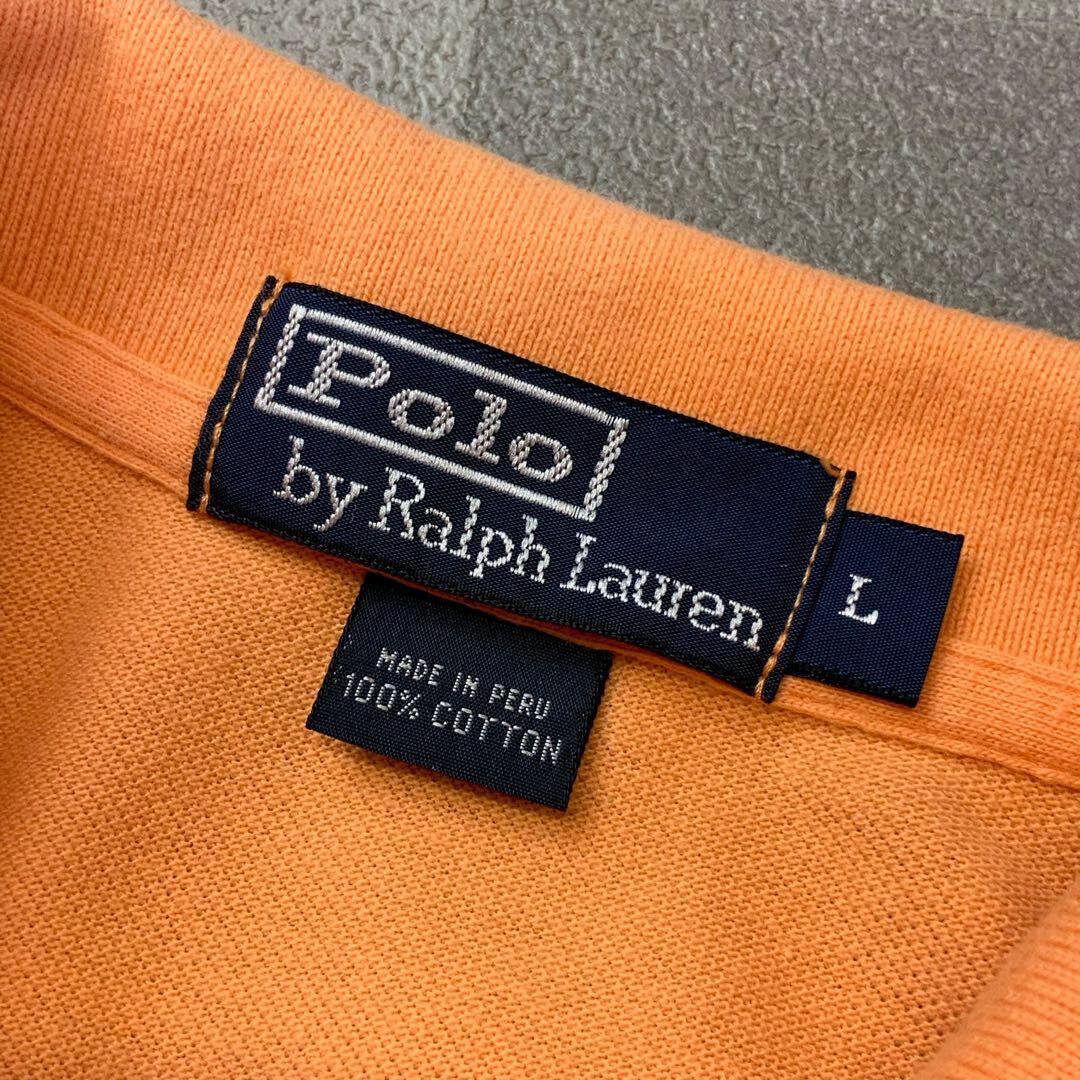 Polo
by Ralph Lauren
L
MADE IN PERU
100% COTTON